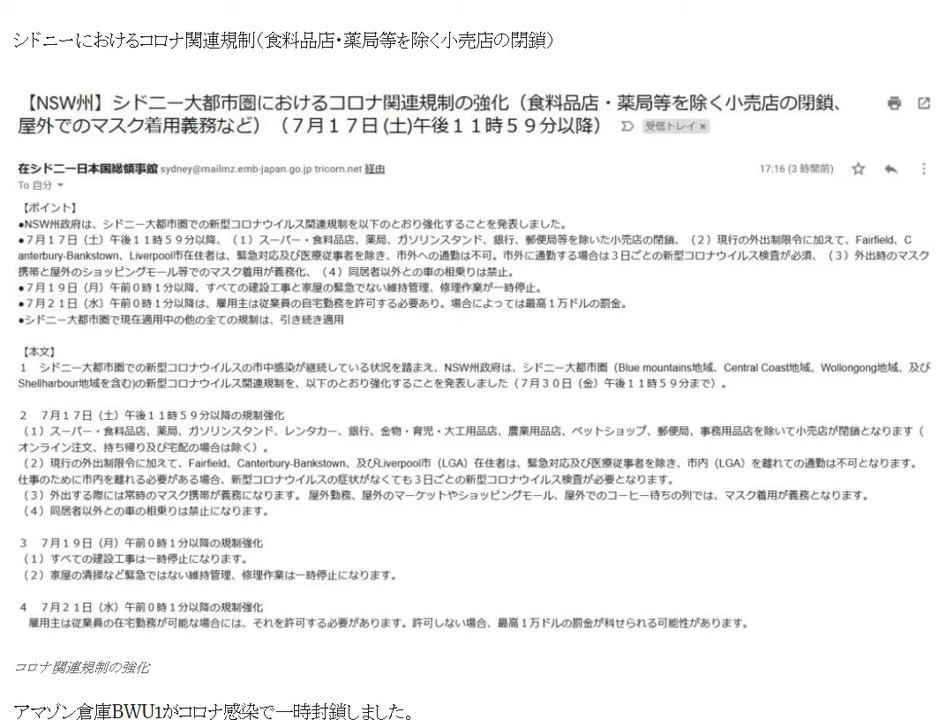 シドニーにおけるコロナ関連規制（食料品店・薬局等を除く小売店の閉鎖）
【NSW州】シドニー大都市圏におけるコロナ関連規制の強化（食料品店・薬局等を除く小売店の閉鎖、
屋外でのマスク着用義務など）（７月１７日 (土)午後１１時５９分以降） 受信トレイ ×
在シドニー日本国総領事館 sydney@mailmz.emb-japan.go.jp tricorn.net 経由 17:16 (3 時間前)
To 自分
【ポイント】
●NSW州政府は、シドニー大都市圏での新型コロナウイルス関連規制を以下のとおり強化することを発表しました。
●７月１７日（土）午後１１時５９分以降、（１）スーパー・食料品店、薬局、ガソリンスタンド、銀行、郵便局等を除いた小売店の閉鎖、（２）現行の外出制限令に加えて、Fairfield、C
anterbury-Bankstown、Liverpool市在住者は、緊急対応及び医療従事者を除き、市外への通勤は不可。市外に通勤する場合は３日ごとの新型コロナウイルス検査が必須、（３）外出時のマスク
携帯と屋外のショッピングモール等でのマスク着用が義務化、（４）同居者以外との車の相乗りは禁止。
●７月１９日（月）午前０時１分以降、すべての建設工事と家屋の緊急でない維持管理、修理作業が一時停止。
●７月２１日（水）午前０時１分以降は、雇用主は従業員の自宅勤務を許可する必要あり。場合によっては最高１万ドルの罰金。
●シドニー大都市圏で現在適用中の他の全ての規制は、引き続き適用
【本文】
１　シドニー大都市圏での新型コロナウイルスの市中感染が継続している状況を踏まえ、NSW州政府は、シドニー大都市圏（Blue mountains地域、Central Coast地域、Wollongong地域、及び
Shellharbour地域を含む)の新型コロナウイルス関連規制を、以下のとおり強化することを発表しました（７月３０日（金）午後１１時５９分まで）。
２　７月１７日（土）午後１１時５９分以降の規制強化
（１）スーパー・食料品店、薬局、ガソリンスタンド、レンタカー、銀行、金物・育児・大工用品店、農業用品店、ペットショップ、郵便局、事務用品店を除いて小売店が閉鎖となります（
オンライン注文、持ち帰り及び宅配の場合は除く）。
（２）現行の外出制限令に加えて、Fairfield、Canterbury-Bankstown、及びLiverpool市（LGA）在住者は、緊急対応及び医療従事者を除き、市内（LGA）を離れての通勤は不可となります。
仕事のために市内を離れる必要がある場合、新型コロナウイルスの症状がなくても３日ごとの新型コロナウイルス検査が必要となります。
（３）外出する際には常時のマスク携帯が義務になります。 屋外勤務、屋外のマーケットやショッピングモール、屋外でのコーヒー待ちの列では、マスク着用が義務となります。
（４）同居者以外との車の相乗りは禁止になります。
３　７月１９日（月）午前０時１分以降の規制強化
（１）すべての建設工事は一時停止になります。
（２）家屋の清掃など緊急ではない維持管理、修理作業は一時停止になります。
４　７月２１日（水）午前０時１分以降の規制強化
雇用主は従業員の在宅勤務が可能な場合には、それを許可する必要があります。許可しない場合、最高１万ドルの罰金が科せられる可能性があります。
コロナ関連規制の強化
アマゾン倉庫BWU1がコロナ感染で一時封鎖しました。